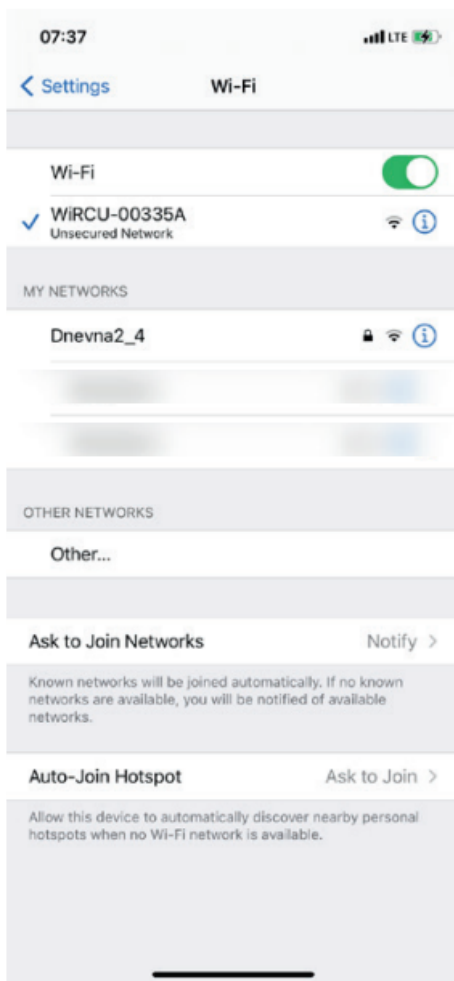 07:37
LTE
Settings
Wi-Fi
Wi-Fi
WiRCU-00335A
Unsecured Network
MY NETWORKS
Dnevna2_4
OTHER NETWORKS
Other...
Ask to Join Networks Notify
Known networks will be joined automatically. If no known
networks are available, you will be notified of available
networks.
Auto-Join Hotspot Ask to Join
Allow this device to automatically discover nearby personal
hotspots when no Wi-Fi network is available.